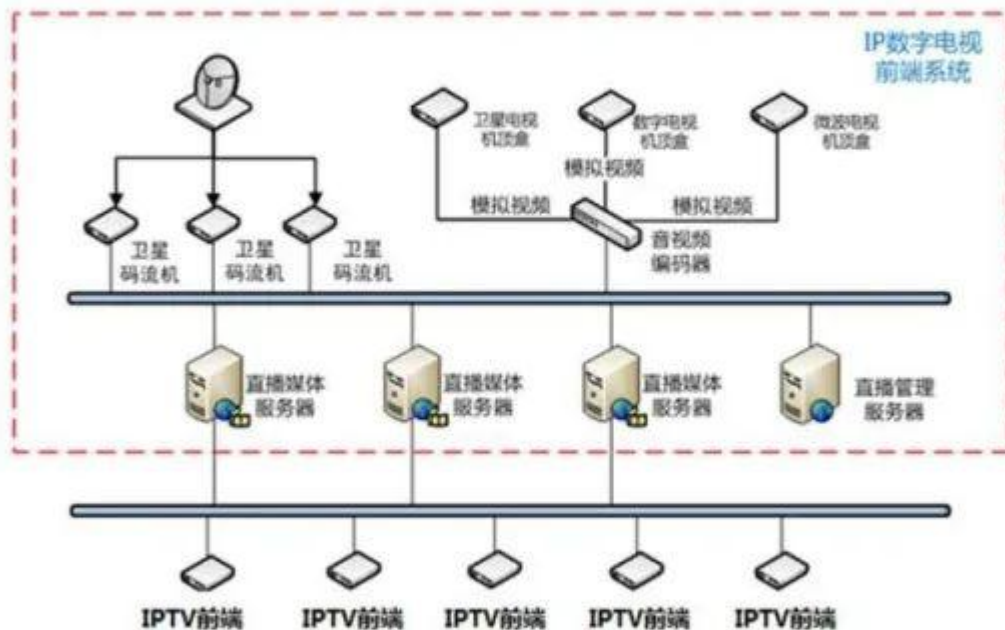 IP数字电视
前端系统
卫星电视
机顶盒
数字电视
机顶盒
微波电视
机顶盒
模拟视频
模拟视频
模拟视频
卫星
码流机
卫星
码流机
卫星
码流机
音视频
编码器
直播媒体
服务器
直播媒体
服务器
直播媒体
服务器
直播管理
服务器
IPTV前端
IPTV前端
IPTV前端
IPTV前端
IPTV前端